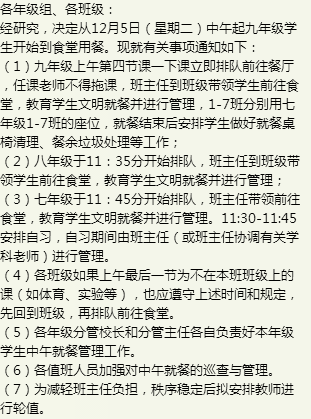 各年级组、各班级：
经研究，决定从12月5日（星期二）中午起九年级学
生开始到食堂用餐。现就有关事项通知如下：
（1）九年级上午第四节课一下课立即排队前往餐厅
，任课老师不得拖课，班主任到班级带领学生前往食
堂，教育学生文明就餐并进行管理，1-7班分别用七
年级1-7班的座位，就餐结束后安排学生做好就餐桌
椅清理、餐余垃圾处理等工作；
（2）八年级于11：35分开始排队，班主任到班级带
领学生前往食堂，教育学生文明就餐并进行管理；
（3）七年级于11：45分开始排队，班主任带领前往
食堂，教育学生文明就餐并进行管理。11:30-11:45
安排自习，自习期间由班主任（或班主任协调有关学
科老师）进行管理。
（4）各班级如果上午最后一节为不在本班班级上的
课（如体育、实验等），也应遵守上述时间和规定，
先回到班级，再排队前往食堂。
（5）各年级分管校长和分管主任各自负责好本年级
学生中午就餐管理工作。
（6）各值班人员加强对中午就餐的巡查与管理。
（7）为减轻班主任负担，秩序稳定后拟安排教师进
行轮值。